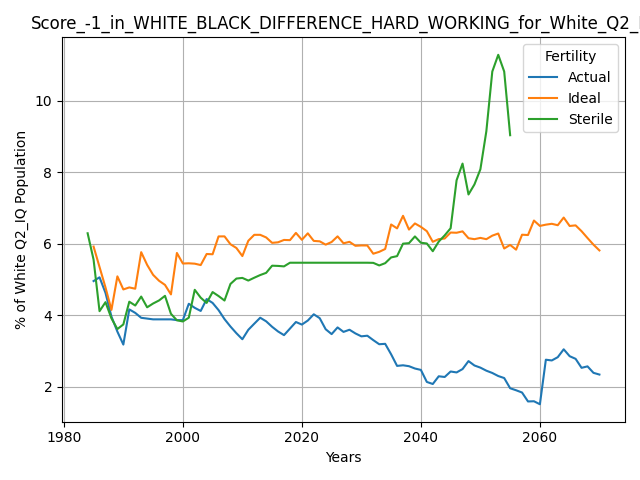 Score_-1_in_WHITE_BLACK_DIFFERENCE_HARD_WORKING_for_White_Q2_
Fertility
Actual
Ideal
Sterile
% of White Q2_IQ Population
10
8
6
4
2
1980
2000
2020
2040
2060
Years